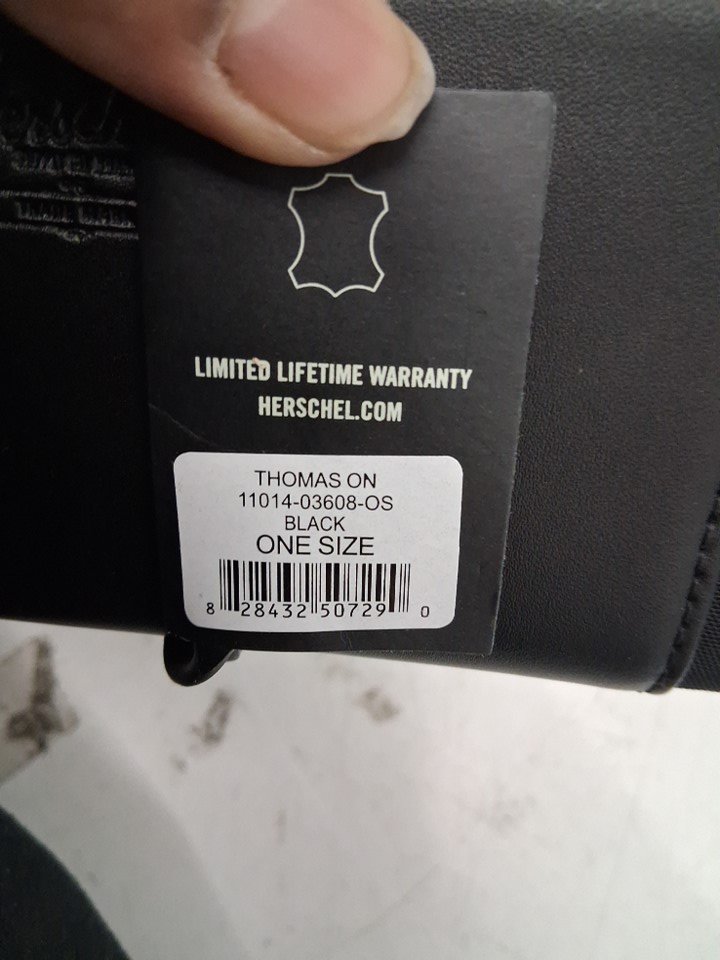 LIMITED LIFETIME WARRANTY
HERSCHEL.COM
THOMAS ON
11014-03608-OS
BLACK
ONE SIZE
8 28432 50729 0